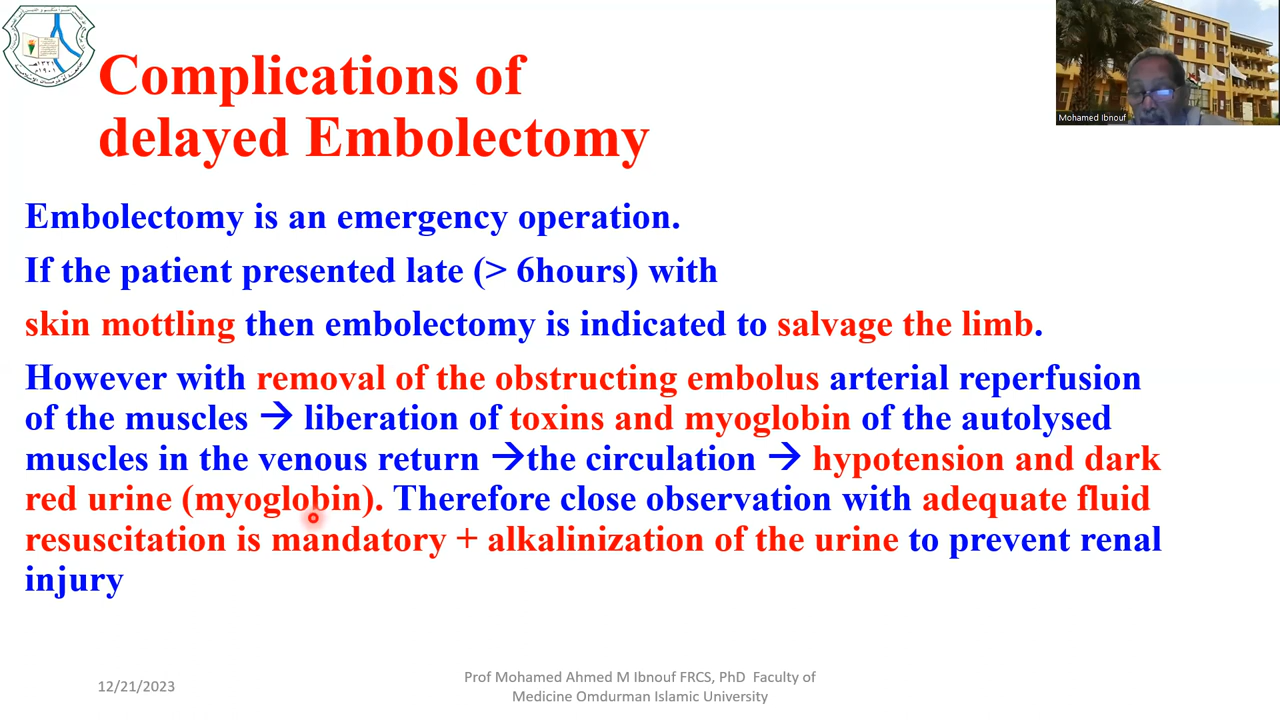 Complications of
delayed Embolectomy
Mohamed Ibnouf
Embolectomy is an emergency operation.
If the patient presented late (> 6hours) with
skin mottling then embolectomy is indicated to salvage the limb.
However with removal of the obstructing embolus arterial reperfusion
of the muscles → liberation of toxins and myoglobin of the autolysed
muscles in the venous return →the circulation → hypotension and dark
red urine (myoglobin). Therefore close observation with adequate fluid
resuscitation is mandatory + alkalinization of the urine to prevent renal
injury
12/21/2023
Prof Mohamed Ahmed M Ibnouf FRCS, PhD Faculty of
Medicine Omdurman Islamic University